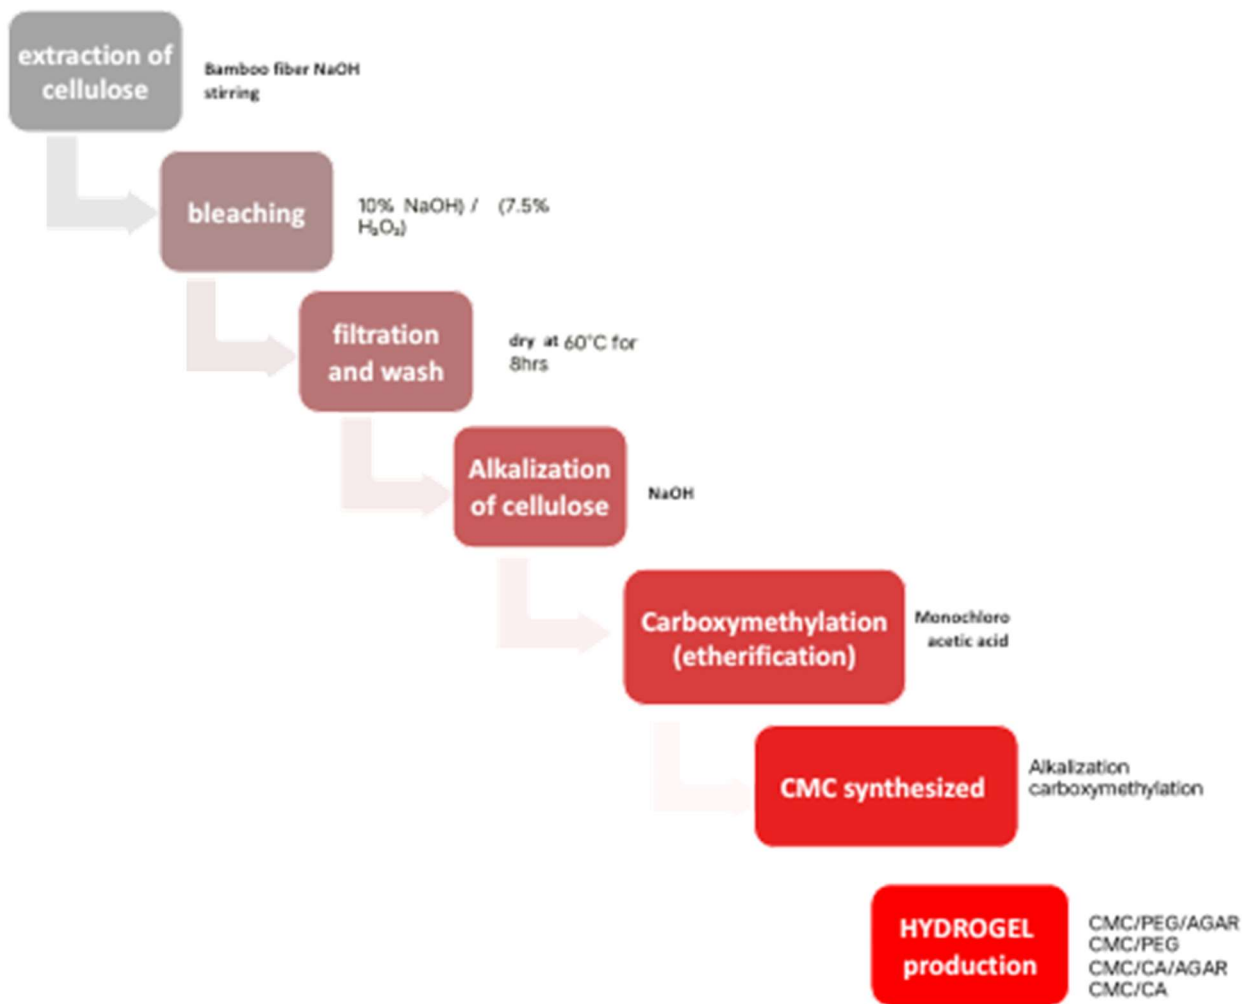 extraction of
cellulose
Bamboo fiber NaOH
stirring
bleaching
10% NaOH) / (7.5%
H₂O₂)
filtration
and wash
dry at 60°C for
8hrs
Alkalization
of cellulose
NaOH
Carboxymethylation
(etherification)
Monochloro
acetic acid
CMC synthesized
Alkalization
carboxymethylation
HYDROGEL
production
CMC/PEG/AGAR
CMC/PEG
CMC/CA/AGAR
CMC/CA